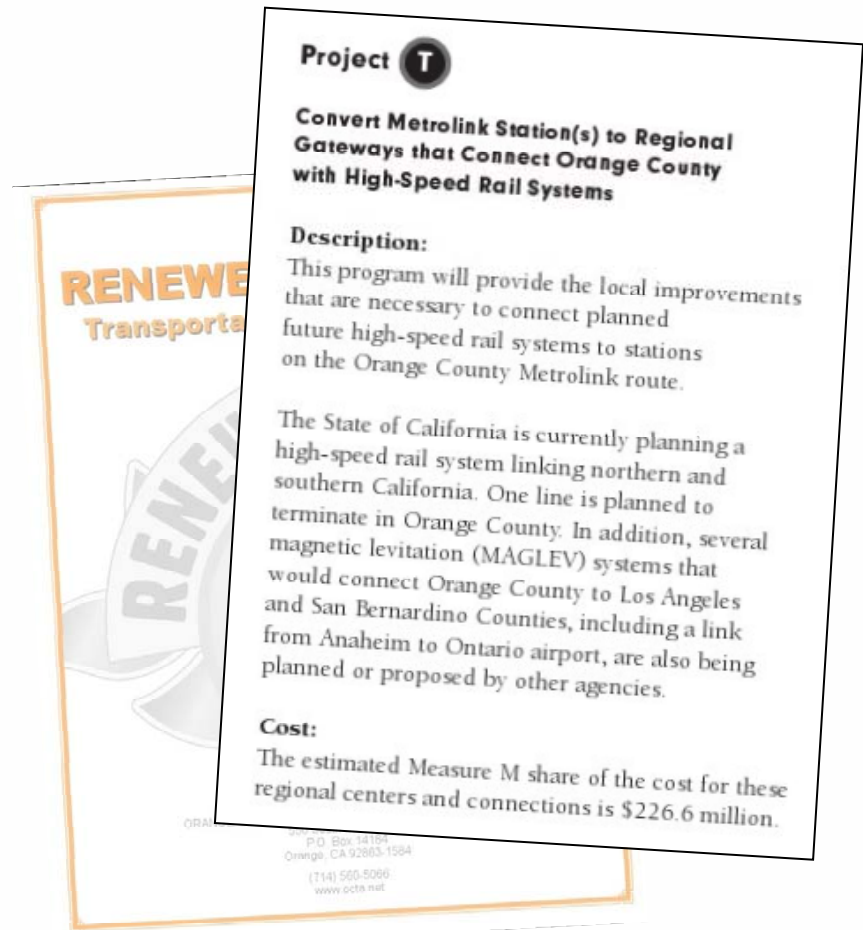 Project T
Convert Metrolink Station(s) to Regional
Gateways that Connect Orange County
with High-Speed Rail Systems
Description:
This program will provide the local improvements
that are necessary to connect planned
future high-speed rail systems to stations
on the Orange County Metrolink route.
The State of California is currently planning a
high-speed rail system linking northern and
southern California. One line is planned to
terminate in Orange County. In addition, several
magnetic levitation (MAGLEV) systems that
would connect Orange County to Los Angeles
and San Bernardino Counties, including a link
from Anaheim to Ontario airport, are also being
planned or proposed by other agencies.
Cost:
The estimated Measure M share of the cost for these
regional centers and connections is $226.6 million.
RENEWE
Transporta
RENEW
ORAN
P.O. Box 14184
Orange, CA 92863-1584
(714) 560-5066
www.octa.net